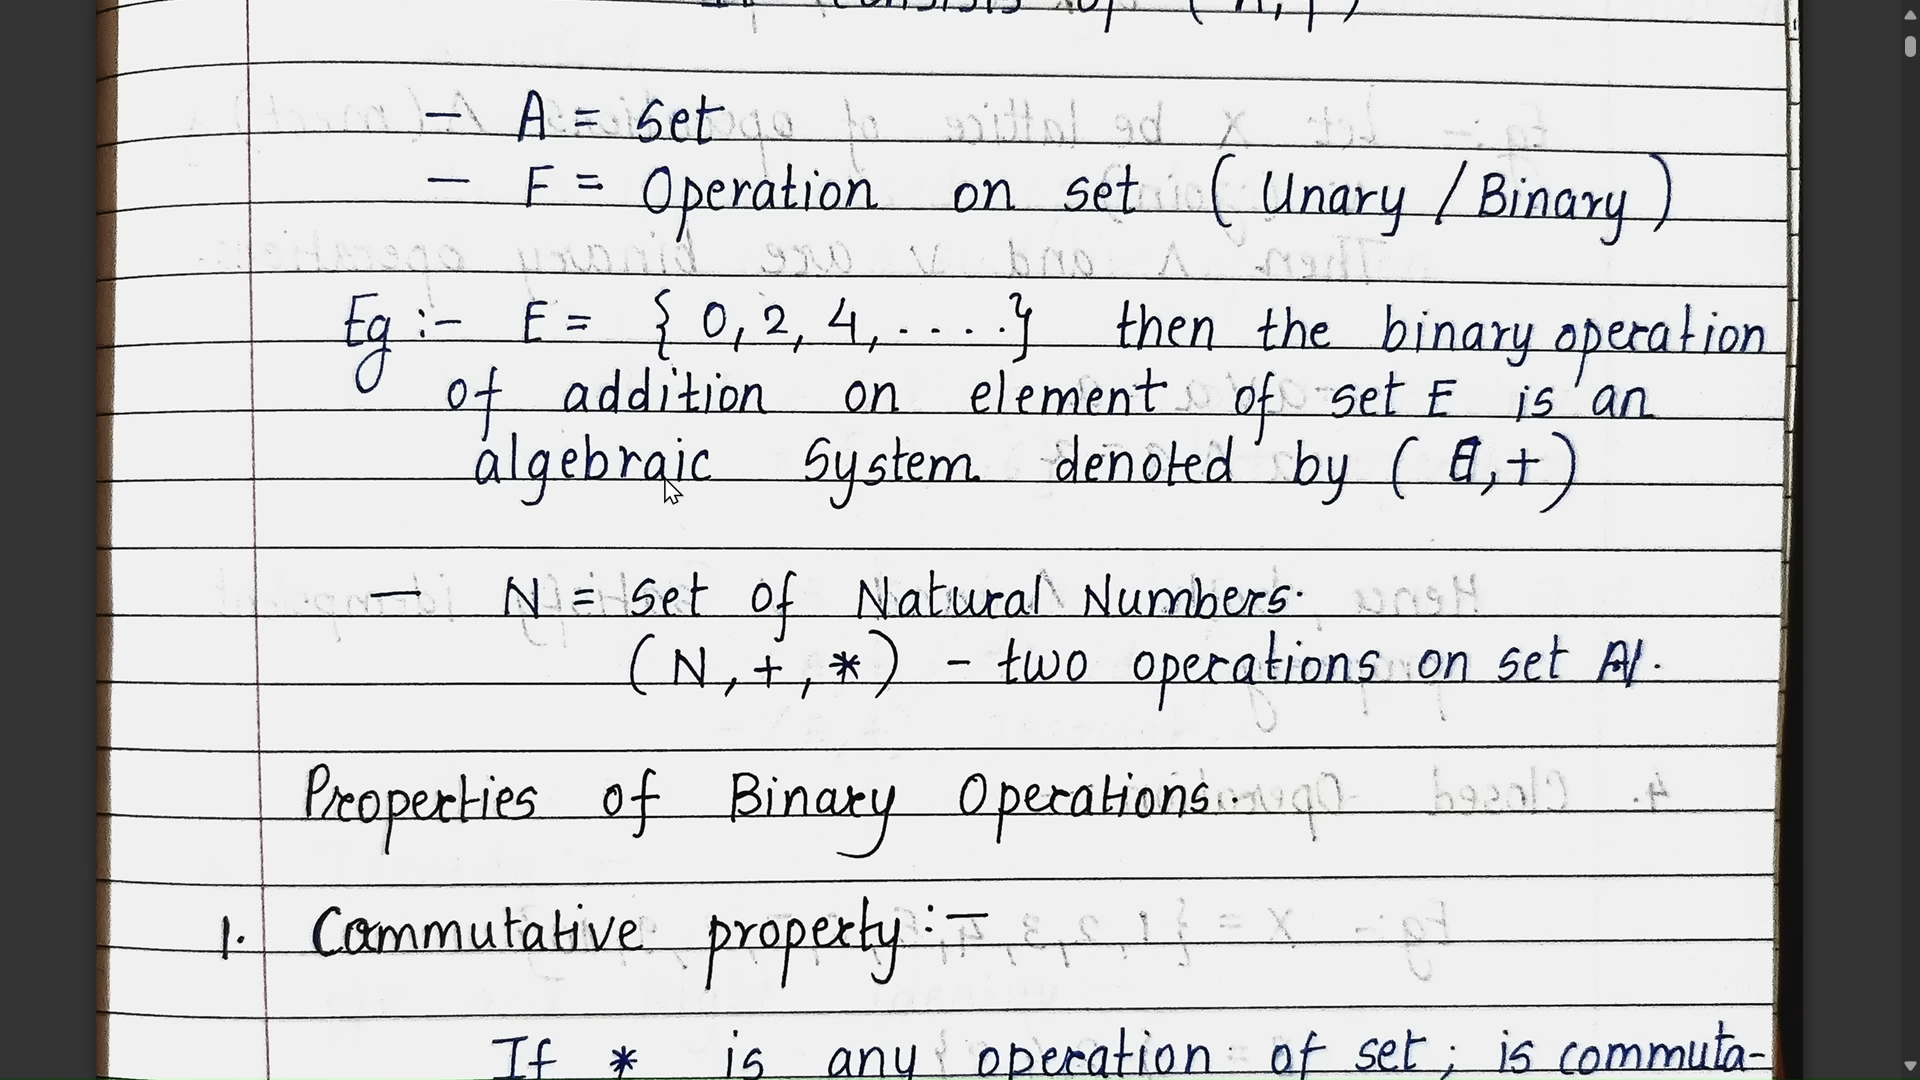 - A = Set
- F = Operation on set (Unary / Binary)
Eg :- E = {0, 2, 4, ....} then the binary operation
of addition on element of set E is an
algebraic System denoted by (E, +)
- N = Set of Natural Numbers.
(N, +, *) - two operations on set N.
Properties of Binary Operations.
1. Commutative property :-
If * is any operation of set ; is commuta-